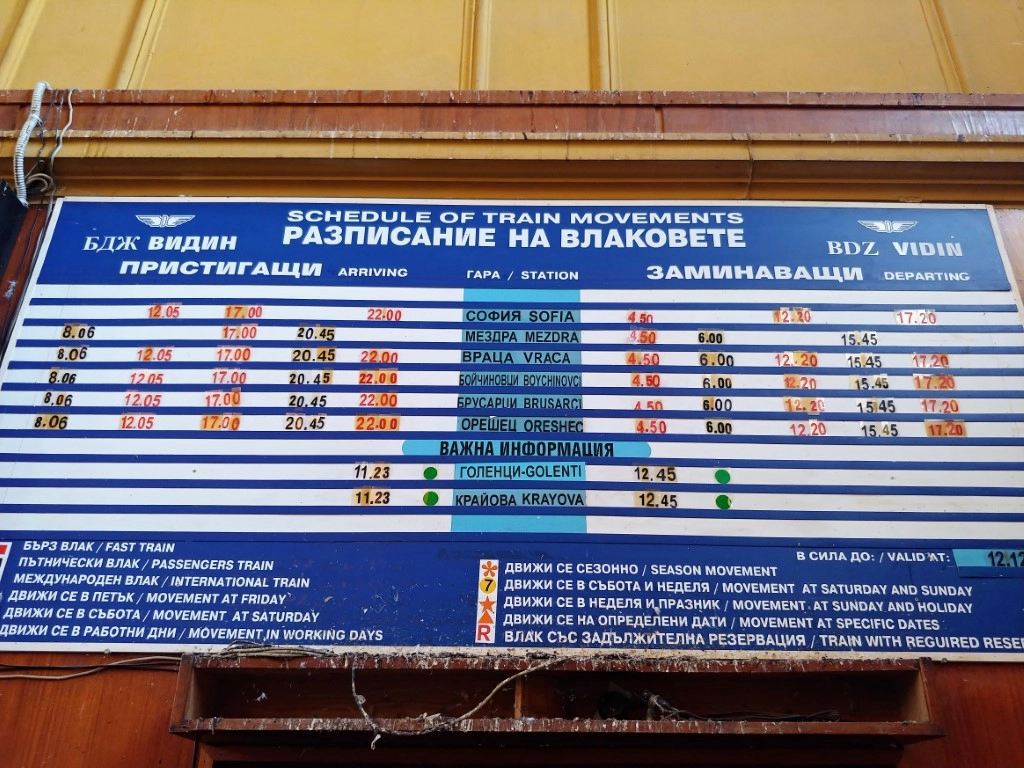 SCHEDULE OF TRAIN MOVEMENTS
БДЖ ВИДИН РАЗПИСАНИЕ НА ВЛАКОВЕТЕ BDZ VIDIN
ПРИСТИГАЩИ ARRIVING ГАРА / STATION ЗАМИНАВАЩИ DEPARTING
12.05 17.00 22.00 СОФИЯ SOFIA 4.50 12.20 17.20
8.06 17.00 20.45 МЕЗДРА MEZDRA 4.50 6.00 15.45
8.06 12.05 17.00 20.45 22.00 ВРАЦА VRACA 4.50 6.00 12.20 15.45 17.20
8.06 12.05 17.00 20.45 22.00 БОЙЧИНОВЦИ BOYCHINOVCI 4.50 6.00 12.20 15.45 17.20
8.06 12.05 17.00 20.45 22.00 БРУСАРЦИ BRUSARCI 4.50 6.00 12.20 15.45 17.20
8.06 12.05 17.00 20.45 22.00 ОРЕШЕЦ ORESHEC 4.50 6.00 12.20 15.45 17.20
ВАЖНА ИНФОРМАЦИЯ
11.23 ГОЛЕНЦИ-GOLENTI 12.45
11.23 КРАЙОВА KRAYOVA 12.45
БЪРЗ ВЛАК / FAST TRAIN
ПЪТНИЧЕСКИ ВЛАК / PASSENGERS TRAIN
МЕЖДУНАРОДЕН ВЛАК / INTERNATIONAL TRAIN
ДВИЖИ СЕ В ПЕТЪК / MOVEMENT AT FRIDAY
ДВИЖИ СЕ В СЪБОТА / MOVEMENT AT SATURDAY
ДВИЖИ СЕ В РАБОТНИ ДНИ / MOVEMENT IN WORKING DAYS
В СИЛА ДО: / VALID AT: 12.12
ДВИЖИ СЕ СЕЗОННО / SEASON MOVEMENT
7 ДВИЖИ СЕ В СЪБОТА И НЕДЕЛЯ / MOVEMENT AT SATURDAY AND SUNDAY
ДВИЖИ СЕ В НЕДЕЛЯ И ПРАЗНИК / MOVEMENT AT SUNDAY AND HOLIDAY
ДВИЖИ СЕ НА ОПРЕДЕЛЕНИ ДАТИ / MOVEMENT AT SPECIFIC DATES
R ВЛАК СЪС ЗАДЪЛЖИТЕЛНА РЕЗЕРВАЦИЯ / TRAIN WITH REGUIRED RESE